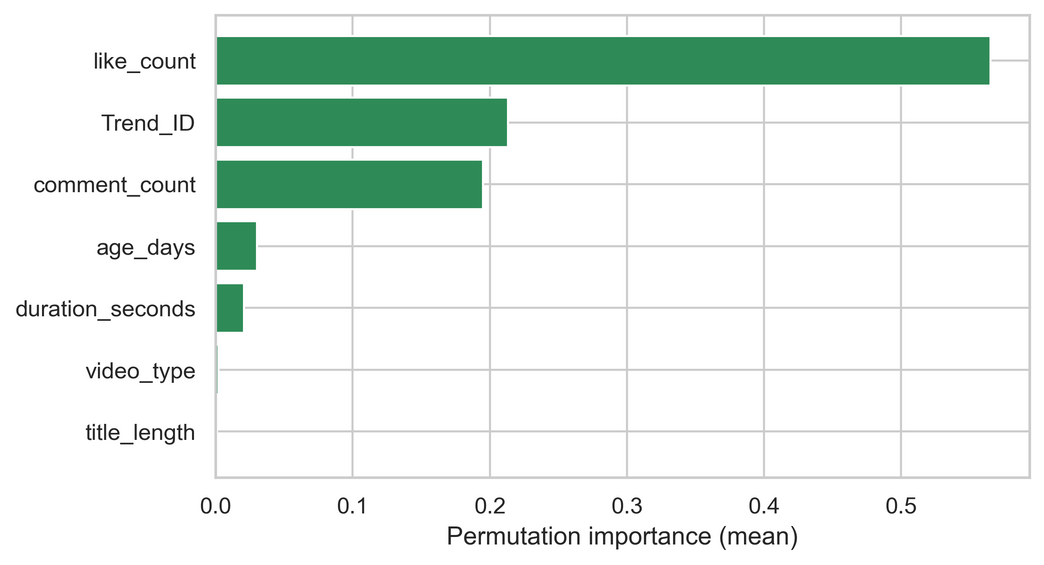 like_count
Trend_ID
comment_count
age_days
duration_seconds
video_type
title_length
0.0 0.1 0.2 0.3 0.4 0.5
Permutation importance (mean)